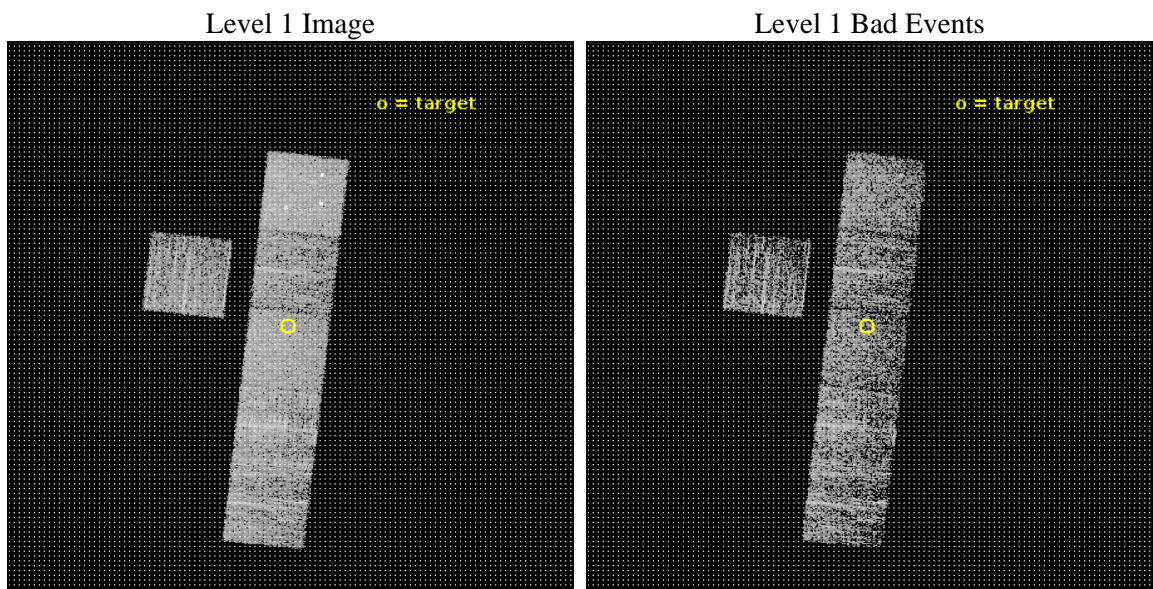 Level 1 Image
Level 1 Bad Events
o = target
o = target